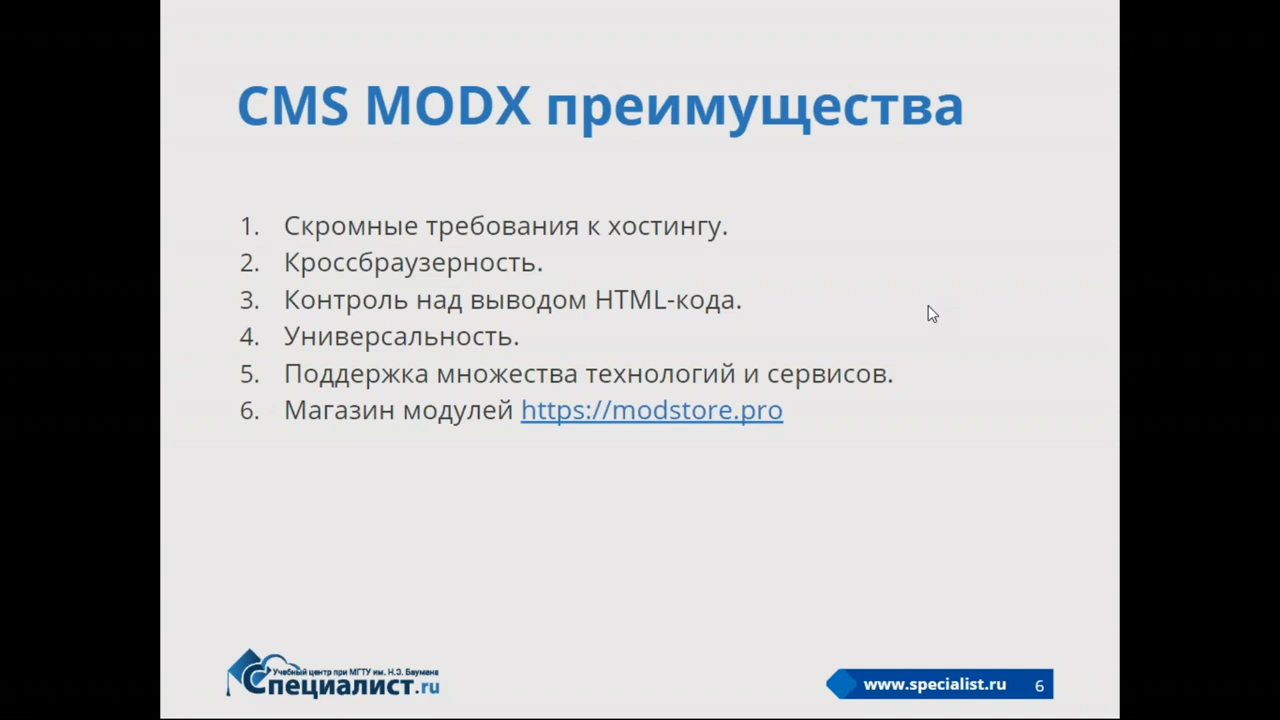 CMS MODX преимущества
1. Скромные требования к хостингу.
2. Кроссбраузерность.
3. Контроль над выводом HTML-кода.
4. Универсальность.
5. Поддержка множества технологий и сервисов.
6. Магазин модулей https://modstore.pro
Учебный центр при МГТУ им. Н.Э. Баумана
Специалист.ru
www.specialist.ru 6